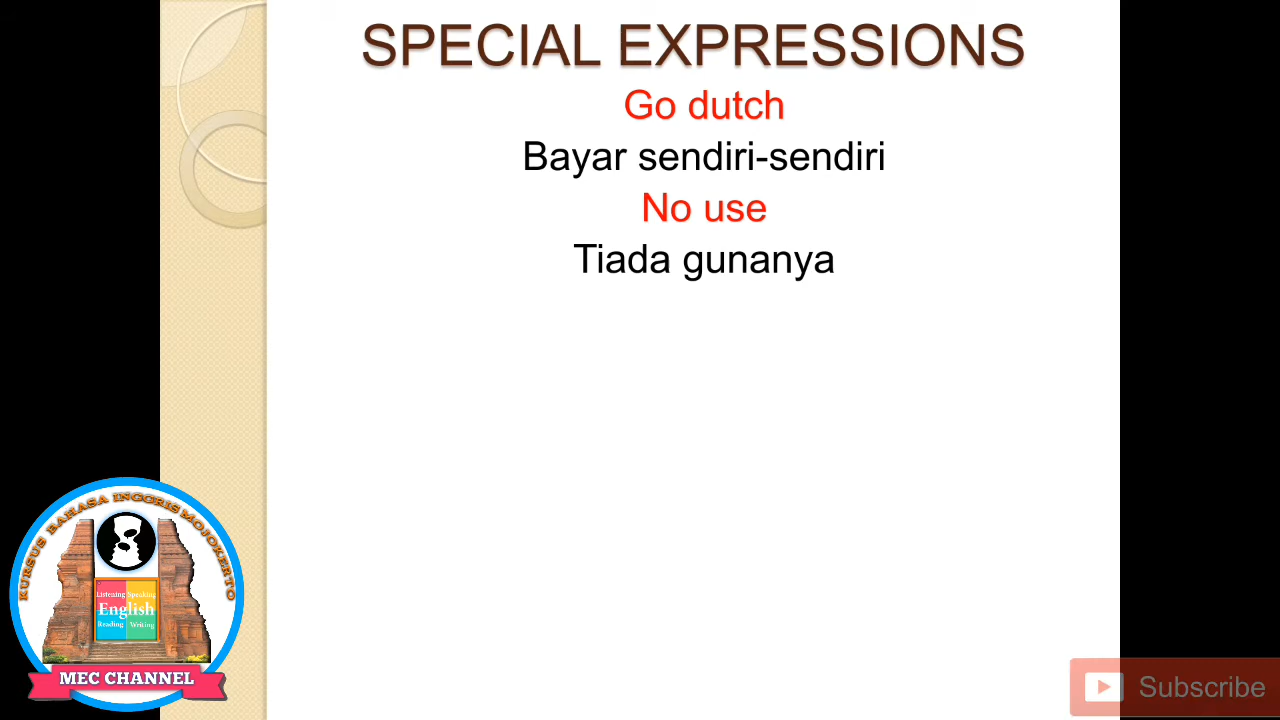 SPECIAL EXPRESSIONS
Go dutch
Bayar sendiri-sendiri
No use
Tiada gunanya
KURSUS BAHASA INGGRIS MOJOKERTO
Listening Speaking
English
Reading Writing
MEC CHANNEL
Subscribe